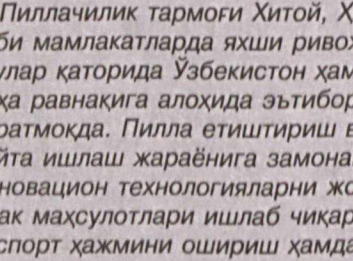 Пиллачилик тармоғи Хитой, Ҳ
би мамлакатларда яхши ривож
улар қаторида Ўзбекистон ҳам
ҳа равнақига алоҳида эътибор
ратмоқда. Пилла етиштириш в
йта ишлаш жараёнига замона
новацион технологияларни жо
ак маҳсулотлари ишлаб чиқар
спорт ҳажмини ошириш ҳамда